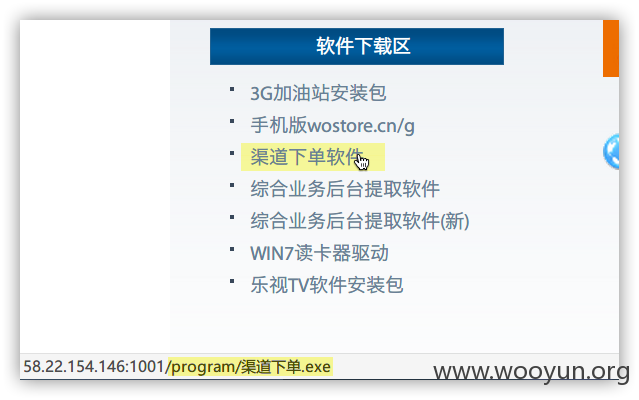 软件下载区
3G加油站安装包
手机版wostore.cn/g
渠道下单软件
综合业务后台提取软件
综合业务后台提取软件(新)
WIN7读卡器驱动
乐视TV软件安装包
58.22.154.146:1001/program/渠道下单.exe
www.wooyun.org